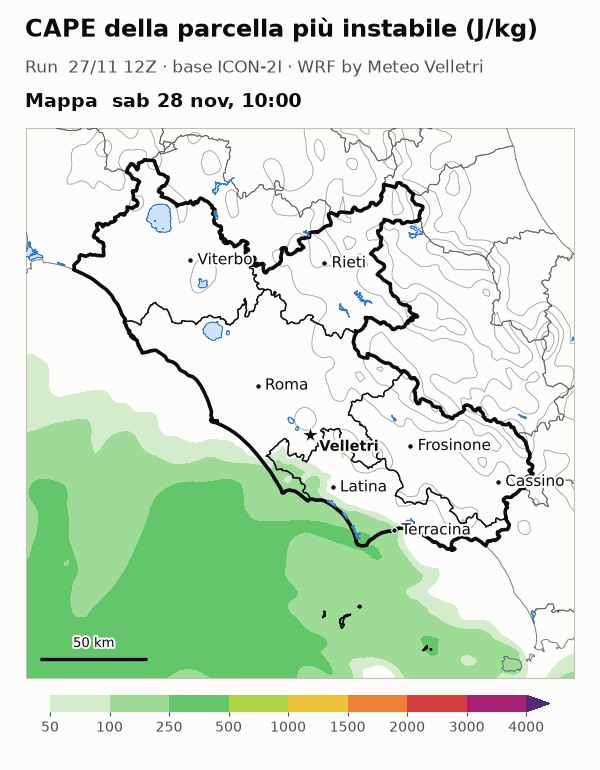 CAPE della parcella più instabile (J/kg)
Run  27/11 12Z · base ICON-2I · WRF by Meteo Velletri
Mappa  sab 28 nov, 10:00
Viterbo
Rieti
Roma
Velletri
Frosinone
Latina
Cassino
Terracina
50 km
50 100 250 500 1000 1500 2000 3000 4000